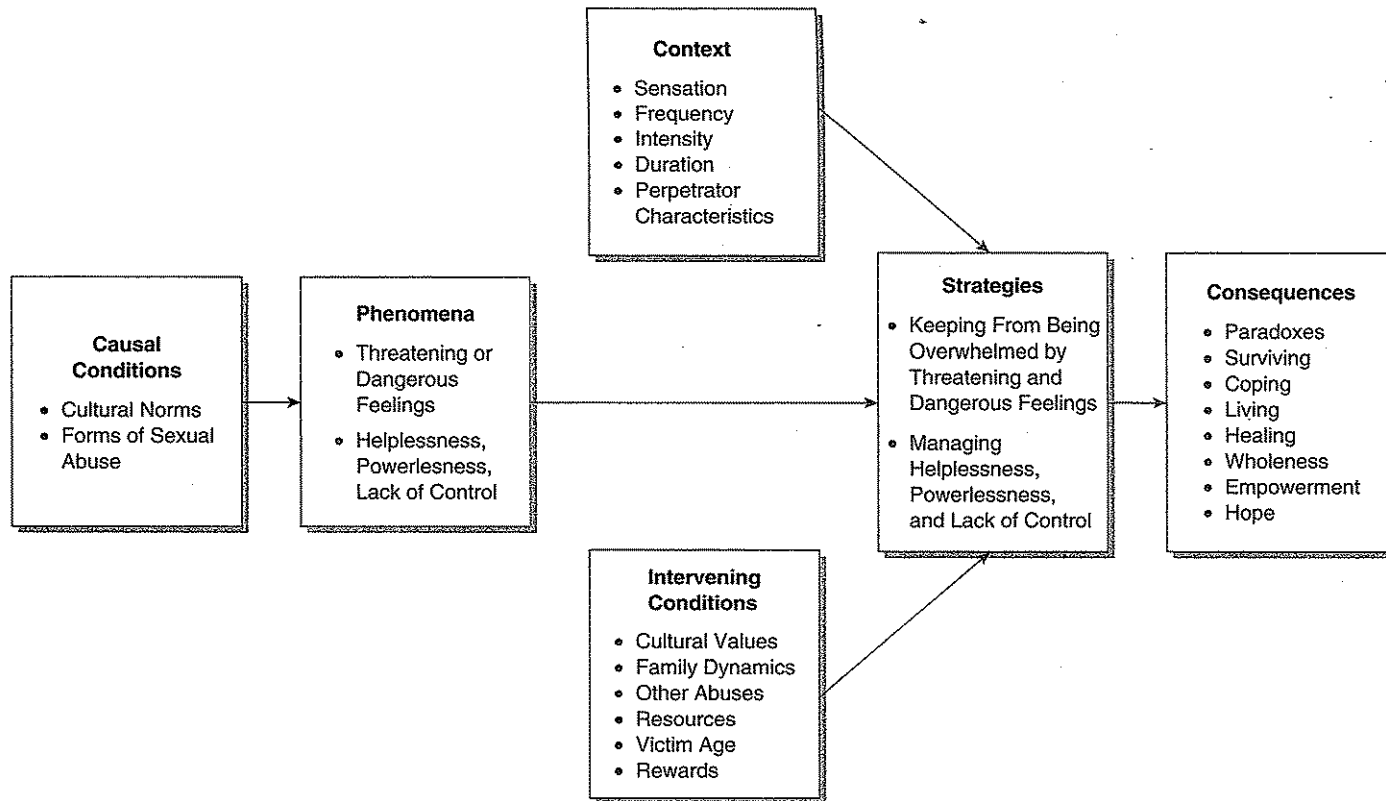 Context
• Sensation
• Frequency
• Intensity
• Duration
• Perpetrator
Characteristics
Causal
Conditions
• Cultural Norms
• Forms of Sexual
Abuse
Phenomena
• Threatening or
Dangerous
Feelings
• Helplessness,
Powerlesness,
Lack of Control
Strategies
• Keeping From Being
Overwhelmed by
Threatening and
Dangerous Feelings
• Managing
Helplessness,
Powerlessness,
and Lack of Control
Consequences
• Paradoxes
• Surviving
• Coping
• Living
• Healing
• Wholeness
• Empowerment
• Hope
Intervening
Conditions
• Cultural Values
• Family Dynamics
• Other Abuses
• Resources
• Victim Age
• Rewards